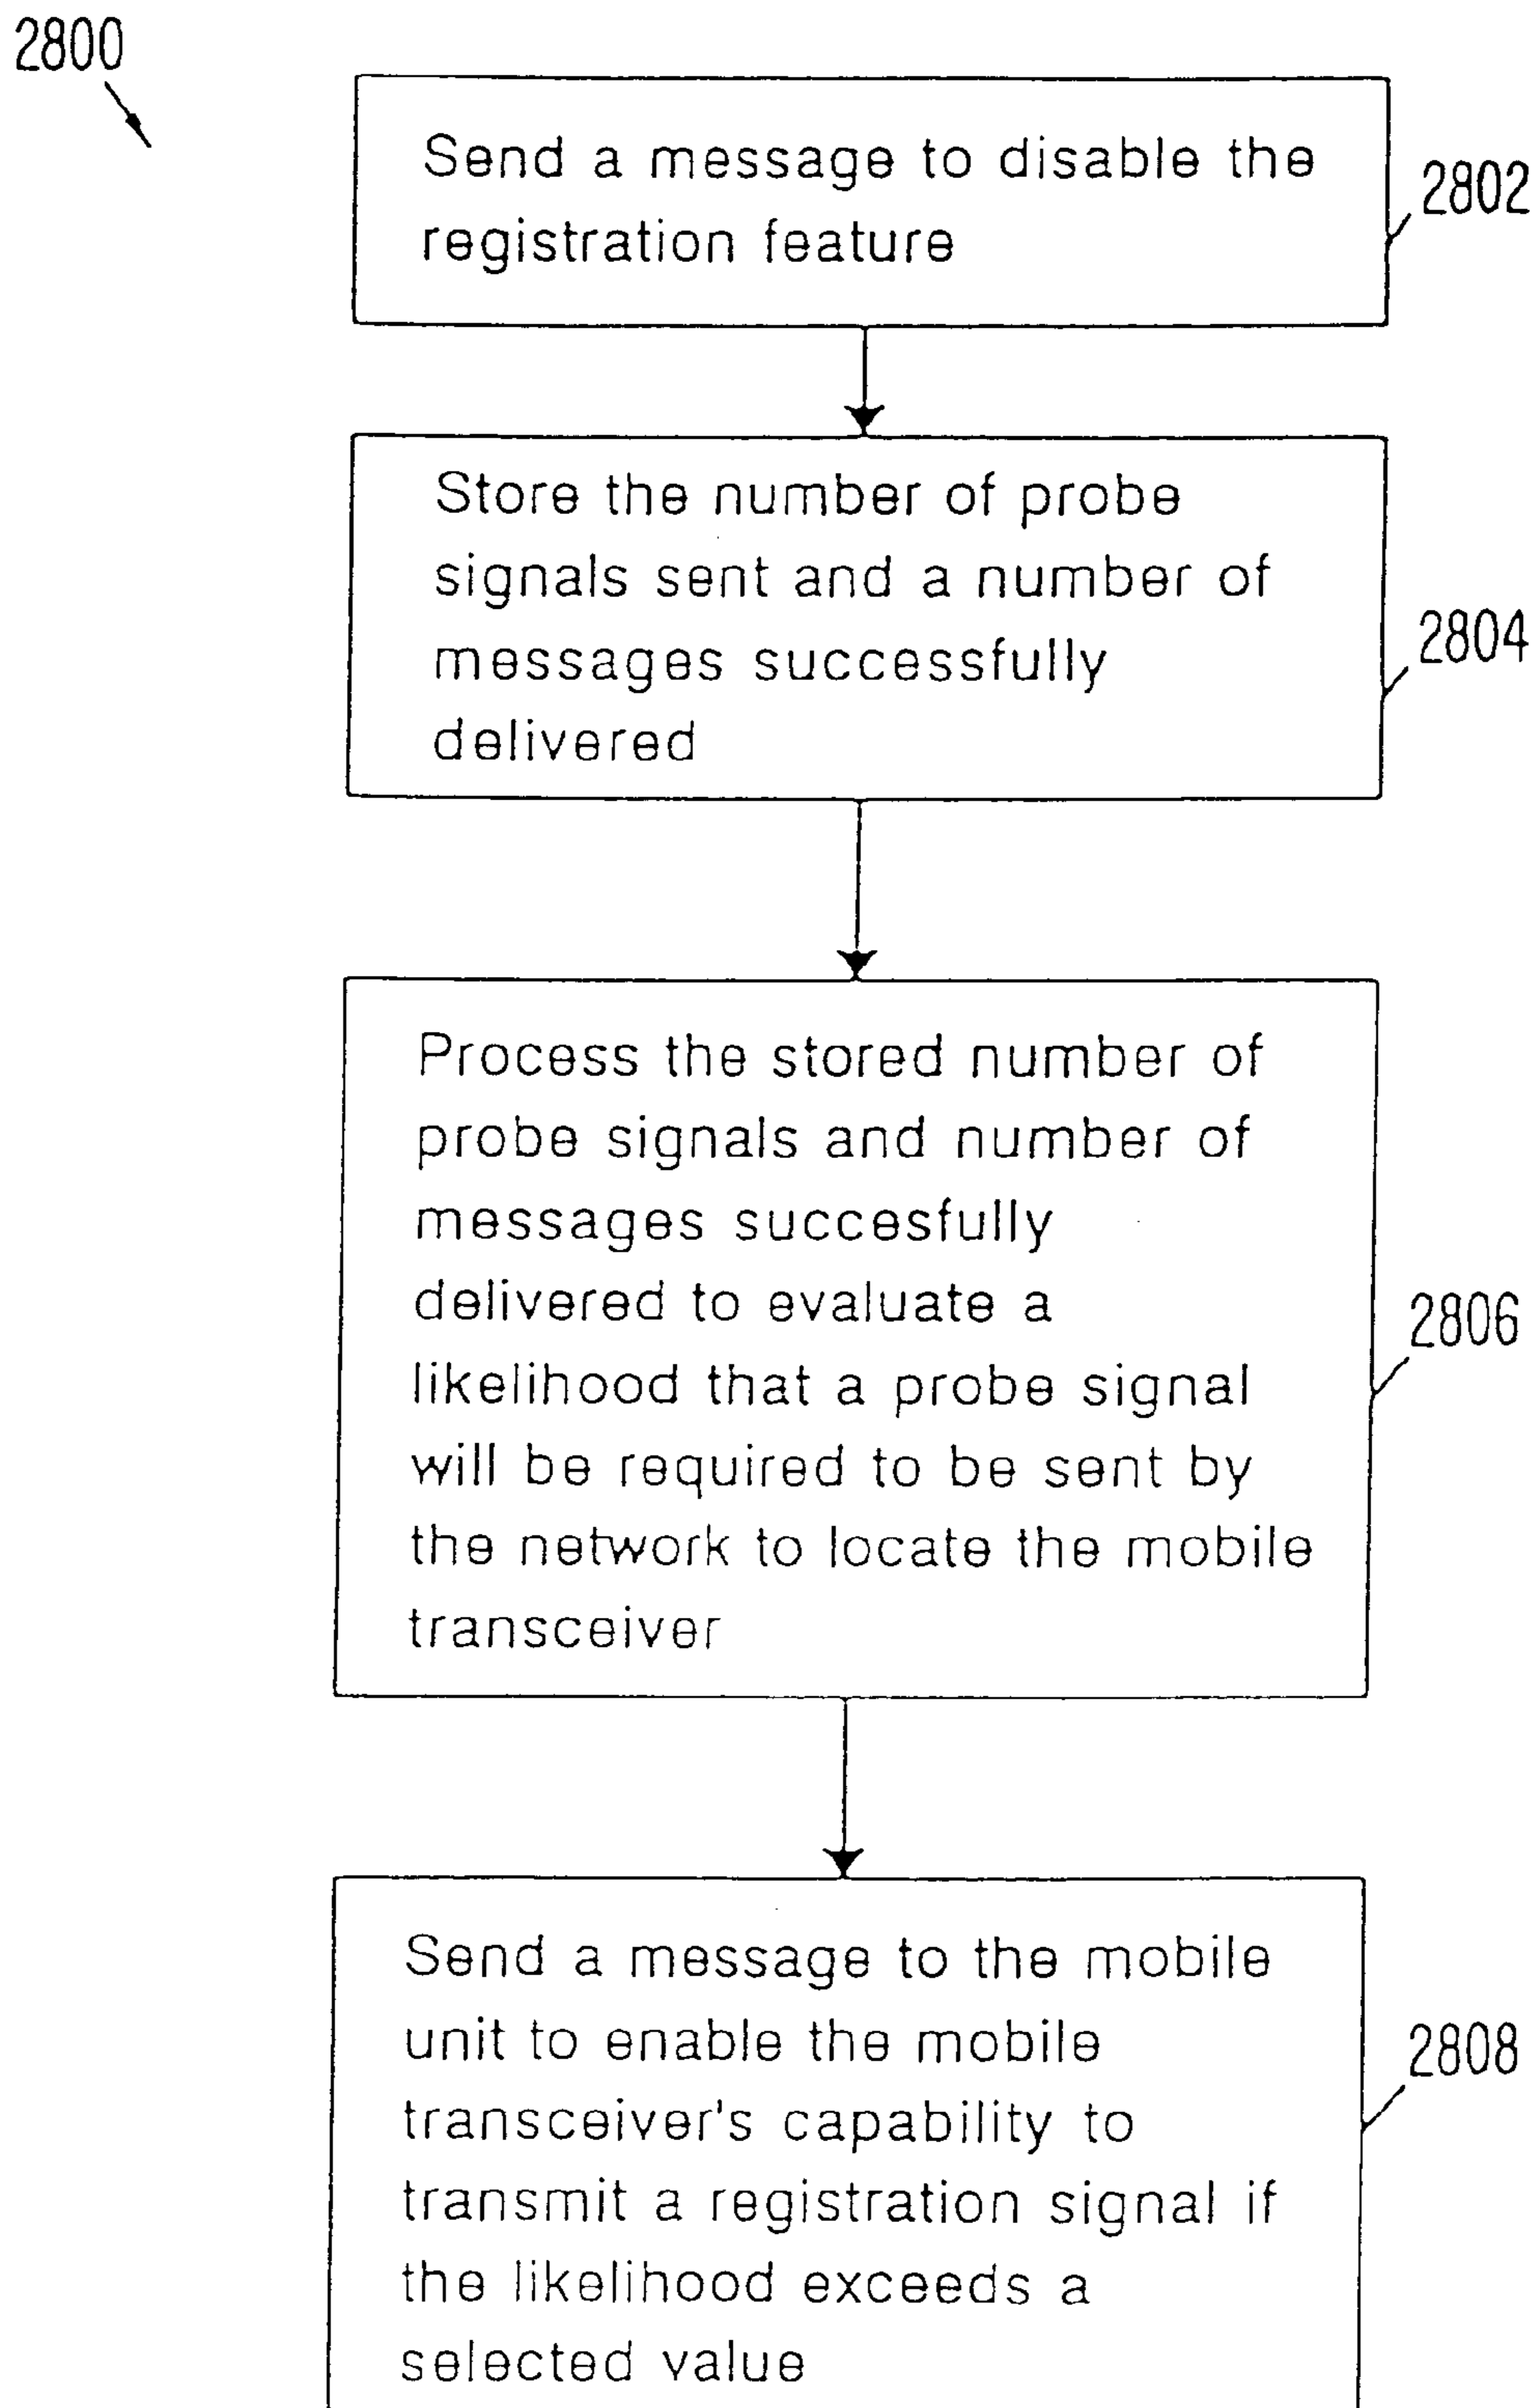 2800
Send a message to disable the
registration feature
2802
Store the number of probe
signals sent and a number of
messages successfully
delivered
2804
Process the stored number of
probe signals and number of
messages succesfully
delivered to evaluate a
likelihood that a probe signal
will be required to be sent by
the network to locate the mobile
transceiver
2806
Send a message to the mobile
unit to enable the mobile
transceiver's capability to
transmit a registration signal if
the likelihood exceeds a
selected value
2808